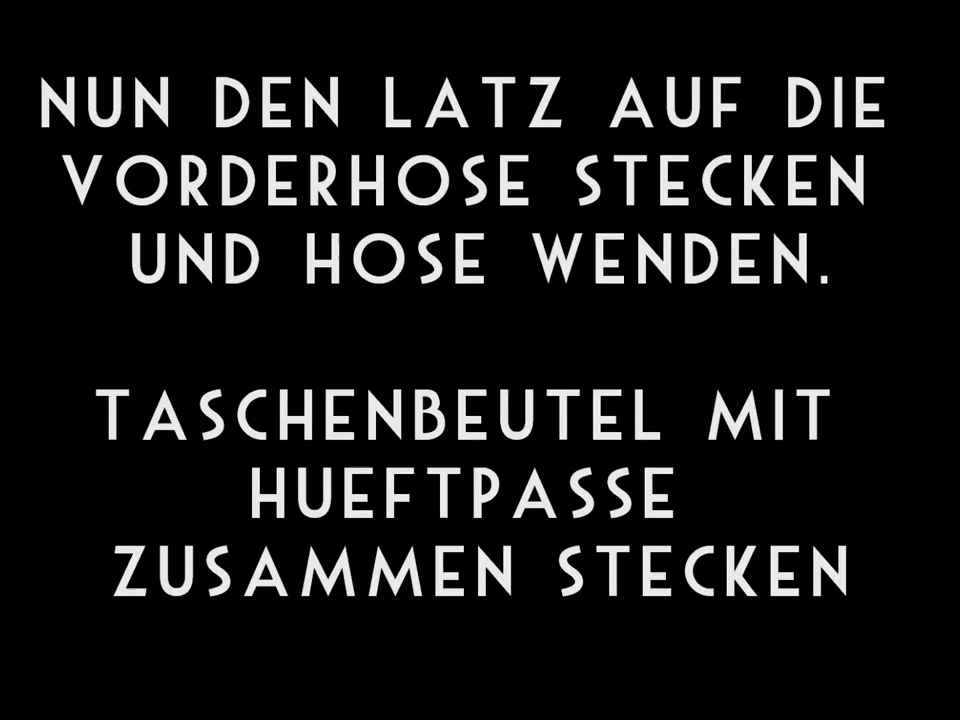 NUN DEN LATZ AUF DIE
VORDERHOSE STECKEN
UND HOSE WENDEN.
TASCHENBEUTEL MIT
HUEFTPASSE
ZUSAMMEN STECKEN